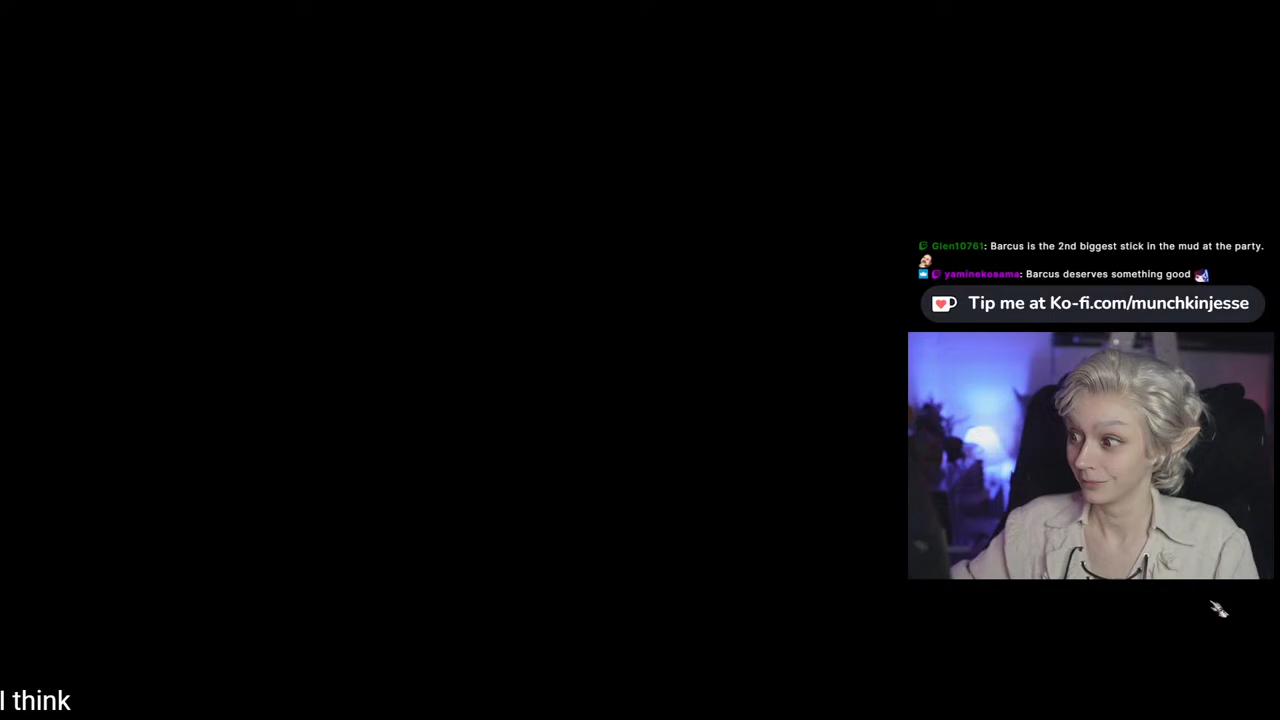 Glen10761: Barcus is the 2nd biggest stick in the mud at the party.
yaminekosama: Barcus deserves something good
Tip me at Ko-fi.com/munchkinjesse
I think